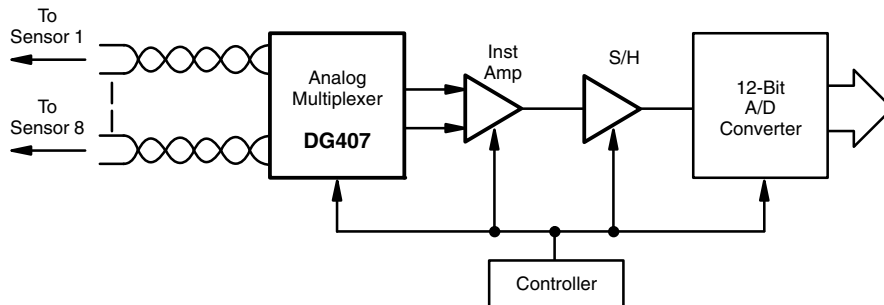 To
Sensor 1
To
Sensor 8
Analog
Multiplexer
DG407
Inst
Amp
S/H
12-Bit
A/D
Converter
Controller